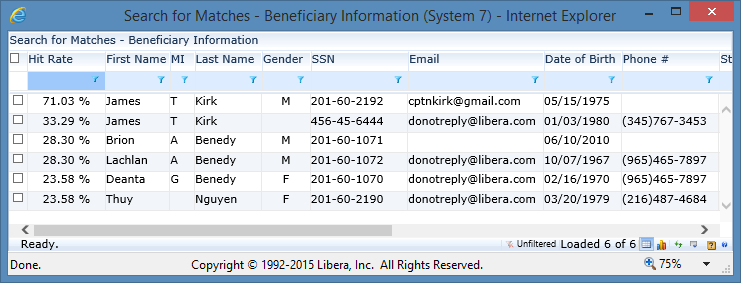 Search for Matches - Beneficiary Information (System 7) - Internet Explorer
Search for Matches - Beneficiary Information
Hit Rate First Name MI Last Name Gender SSN Email Date of Birth Phone # St
71.03 % James T Kirk M 201-60-2192 cptnkirk@gmail.com 05/15/1975
33.29 % James T Kirk 456-45-6444 donotreply@libera.com 01/03/1980 (345)767-3453
28.30 % Brion A Benedy M 201-60-1071 06/10/2010
28.30 % Lachlan A Benedy M 201-60-1072 donotreply@libera.com 10/07/1967 (965)465-7897
23.58 % Deanta G Benedy F 201-60-1070 donotreply@libera.com 02/16/1970 (965)465-7897
23.58 % Thuy Nguyen F 201-60-2190 donotreply@libera.com 03/20/1979 (216)487-4684
Ready. Unfiltered Loaded 6 of 6
Done. Copyright © 1992-2015 Libera, Inc. All Rights Reserved. 75%